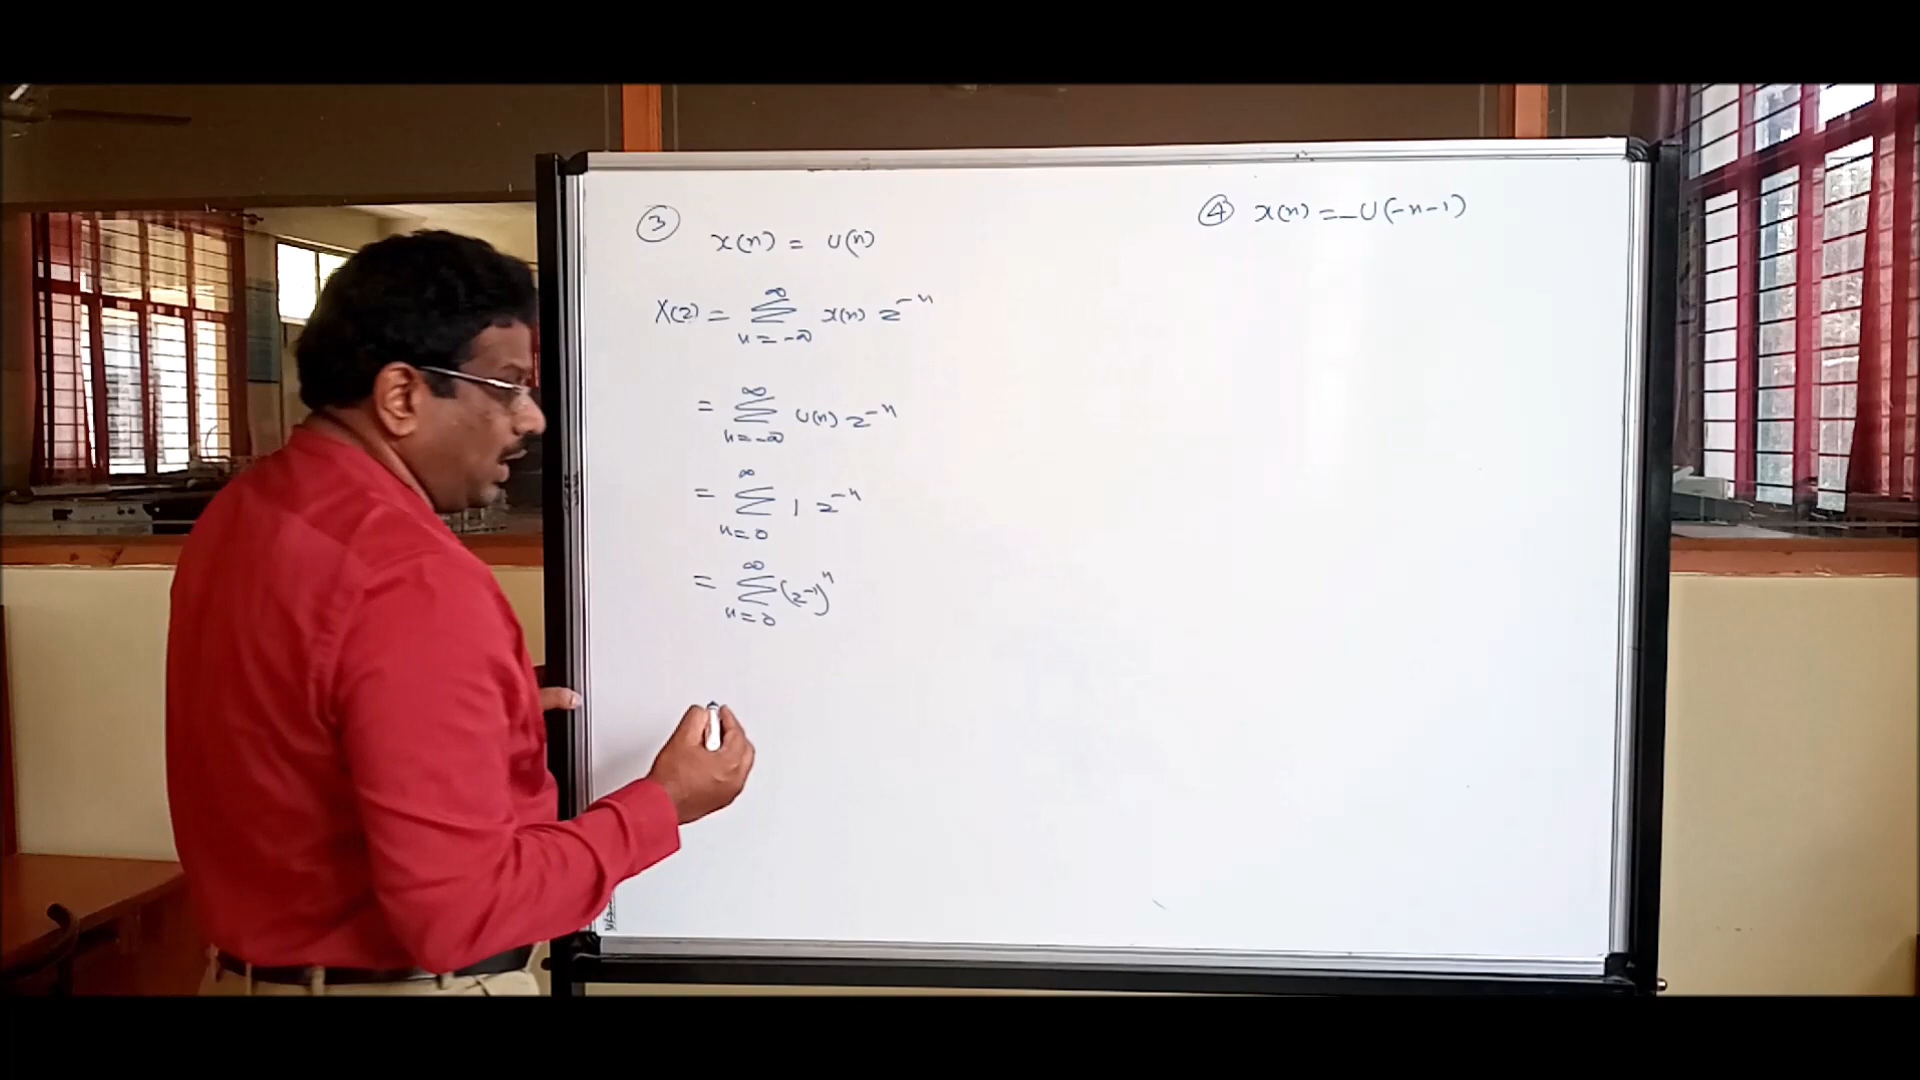 ③
x(n) = u(n)
X(z) = ∞ Σ n=-∞ x(n) z^-n
= ∞ Σ n=-∞ u(n) z^-n
= ∞ Σ n=0 1 z^-n
= ∞ Σ n=0 (z^-1)^n
④ x(n) = -u(-n-1)